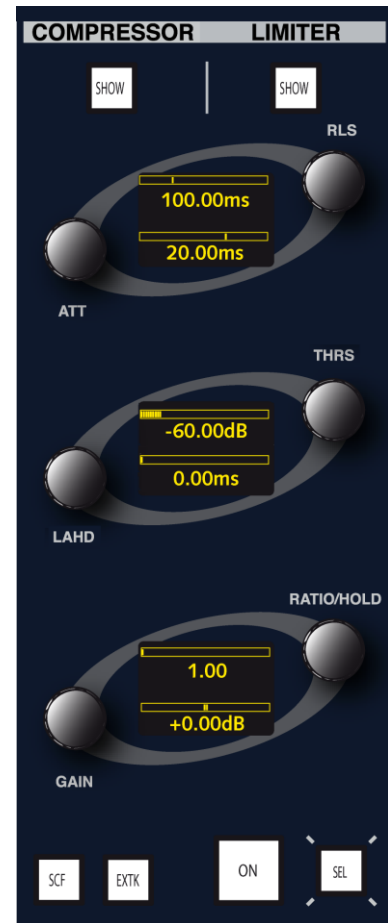 COMPRESSOR LIMITER
SHOW SHOW
RLS
100.00ms
20.00ms
ATT
THRS
-60.00dB
0.00ms
LAHD
RATIO/HOLD
1.00
+0.00dB
GAIN
SCF EXTK ON SEL